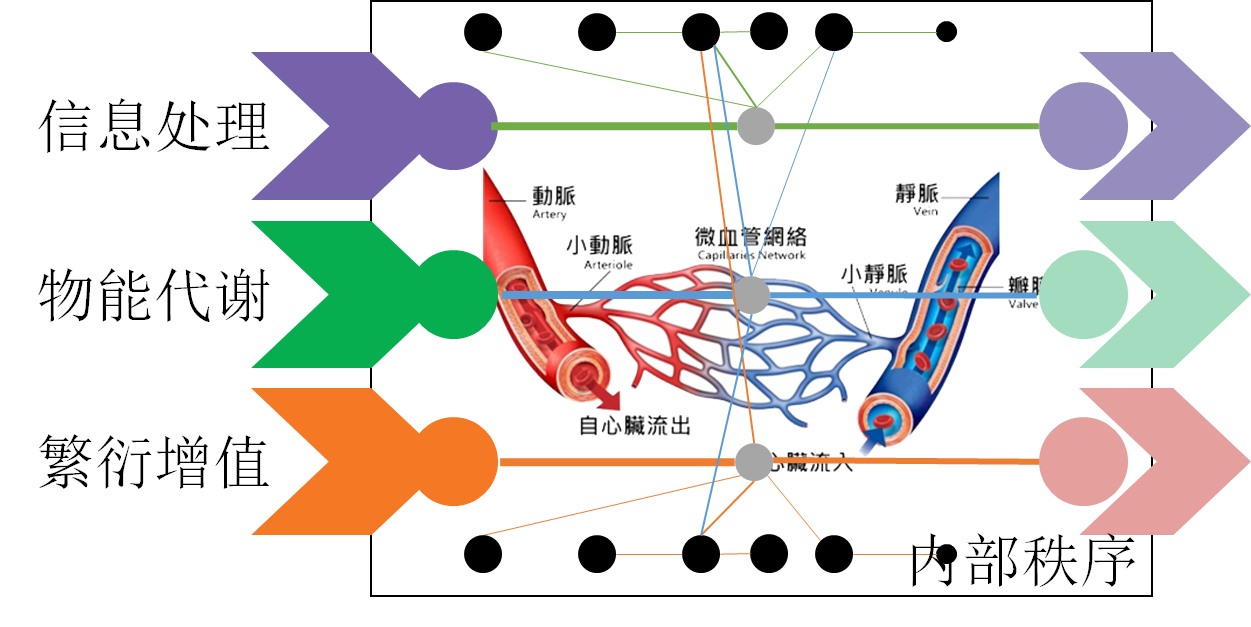 信息处理
動脈
Artery
靜脈
Vein
小動脈
Arteriole
微血管網絡
Capillaries Network
小靜脈
Venule
瓣
Valve
物能代谢
自心臟流出
心臟流入
繁衍增值
内部秩序